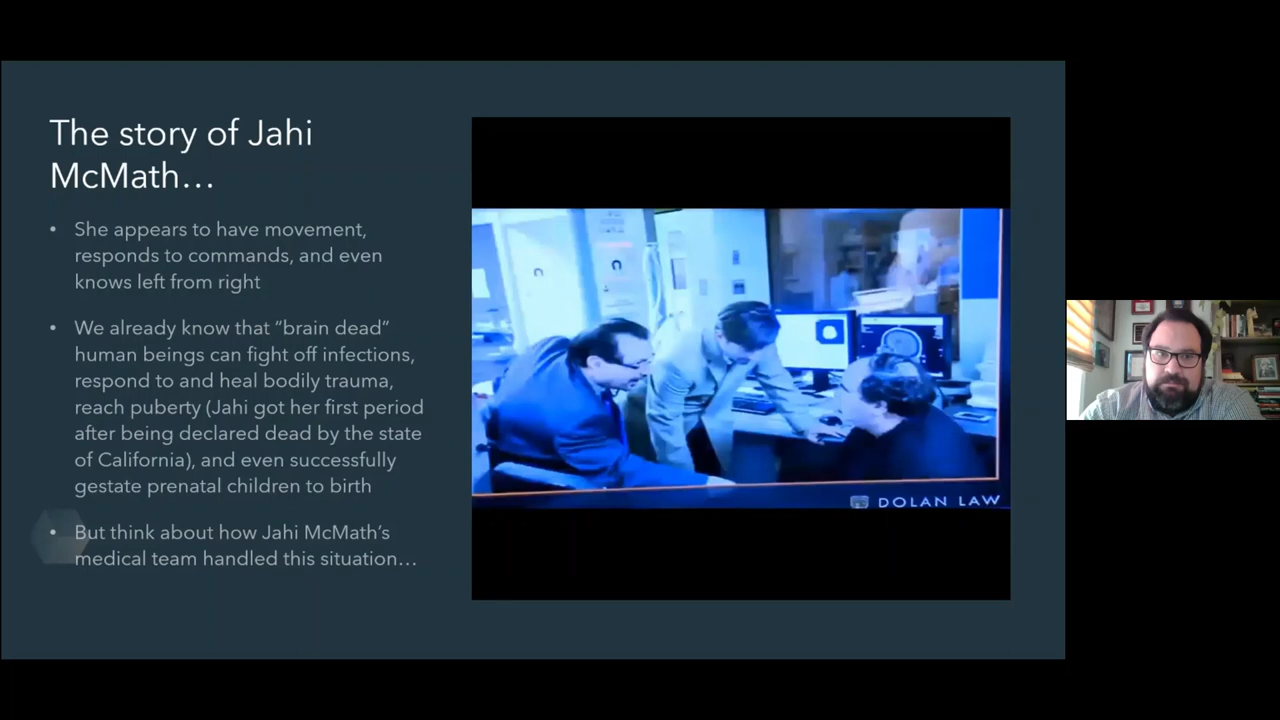 The story of Jahi
McMath…
• She appears to have movement,
responds to commands, and even
knows left from right
• We already know that “brain dead”
human beings can fight off infections,
respond to and heal bodily trauma,
reach puberty (Jahi got her first period
after being declared dead by the state
of California), and even successfully
gestate prenatal children to birth
• But think about how Jahi McMath’s
medical team handled this situation…
DOLAN LAW